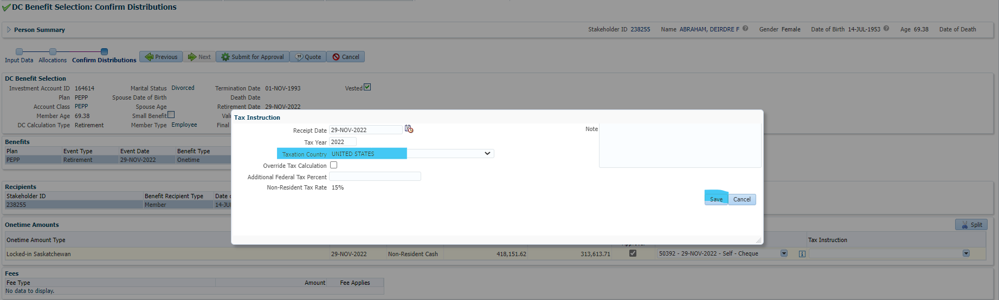 DC Benefit Selection: Confirm Distributions
Person Summary Stakeholder ID 238255 Name ABRAHAM, DEIRDRE F Gender Female Date of Birth 14-JUL-1953 Age 69.38 Date of Death
Input Data Allocations Confirm Distributions Previous Next Submit for Approval Quote Cancel
DC Benefit Selection
Investment Account ID 164614 Marital Status Divorced Termination Date 01-NOV-1993 Vested
Plan PEPP Spouse Date of Birth Death Date
Account Class PEPP Spouse Age Retirement Date 29-NOV-2022
Member Age 69.38 Small Benefit Valu
DC Calculation Type Retirement Member Type Employee Final
Tax Instruction
Receipt Date 29-NOV-2022 Note
Tax Year 2022
Taxation Country UNITED STATES
Override Tax Calculation
Additional Federal Tax Percent
Non-Resident Tax Rate 15%
Save Cancel
Benefits
Plan Event Type Event Date Benefit Type
PEPP Retirement 29-NOV-2022 Onetime
Recipients
Stakeholder ID Benefit Recipient Type Date
238255 Member 14-JU
Onetime Amounts Split
Onetime Amount Type Tax Instruction
Locked-in Saskatchewan 29-NOV-2022 Non-Resident Cash 418,151.62 313,613.71 50392 - 29-NOV-2022 - Self - Cheque
Fees
Fee Type Amount Fee Applies
No data to display.